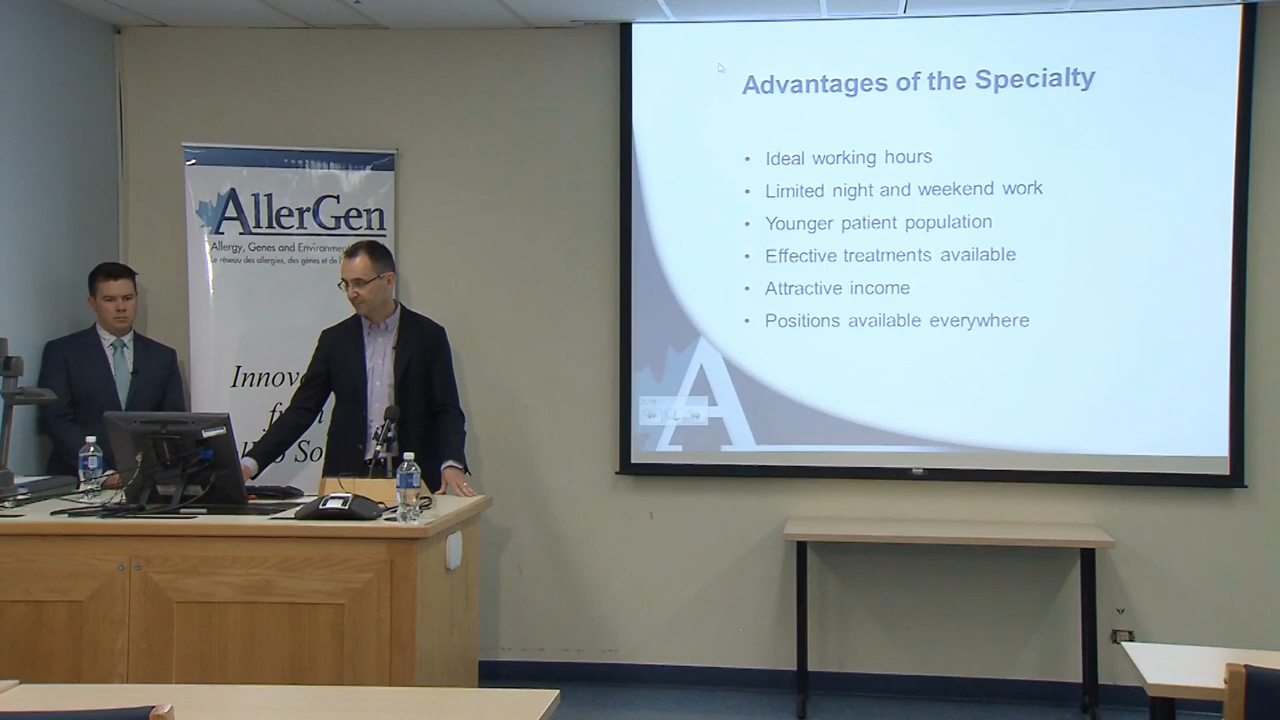 AllerGen
Allergy, Genes and Environment
Le réseau des allergies, des gènes et de l'
Advantages of the Specialty
• Ideal working hours
• Limited night and weekend work
• Younger patient population
• Effective treatments available
• Attractive income
• Positions available everywhere
A